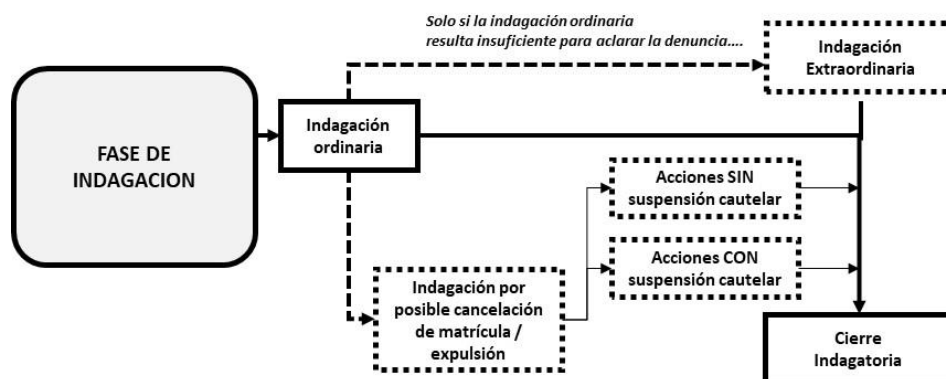 Solo si la indagación ordinaria
resulta insuficiente para aclarar la denuncia....
Indagación
Extraordinaria
FASE DE
INDAGACION
Indagación
ordinaria
Acciones SIN
suspensión cautelar
Acciones CON
suspensión cautelar
Indagación por
posible cancelación
de matrícula /
expulsión
Cierre
Indagatoria